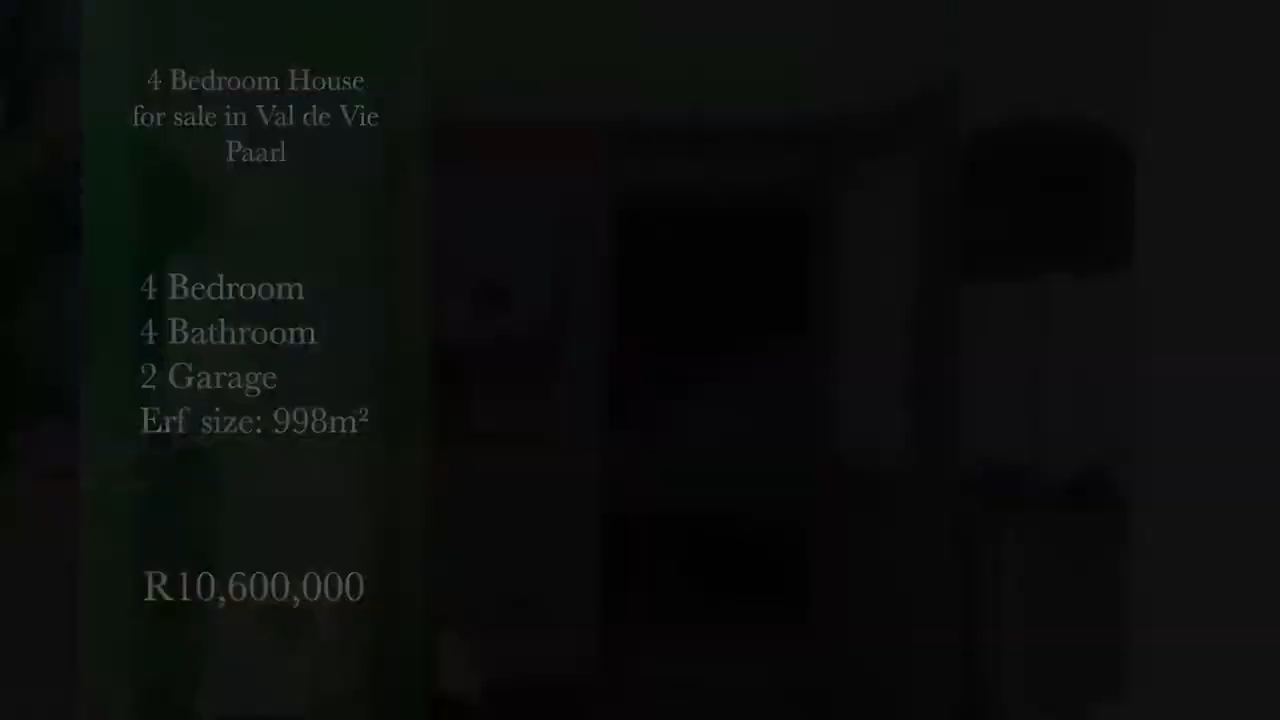 4 Bedroom House
for sale in Val de Vie
Paarl
4 Bedroom
4 Bathroom
2 Garage
Erf size: 998m²
R10,600,000